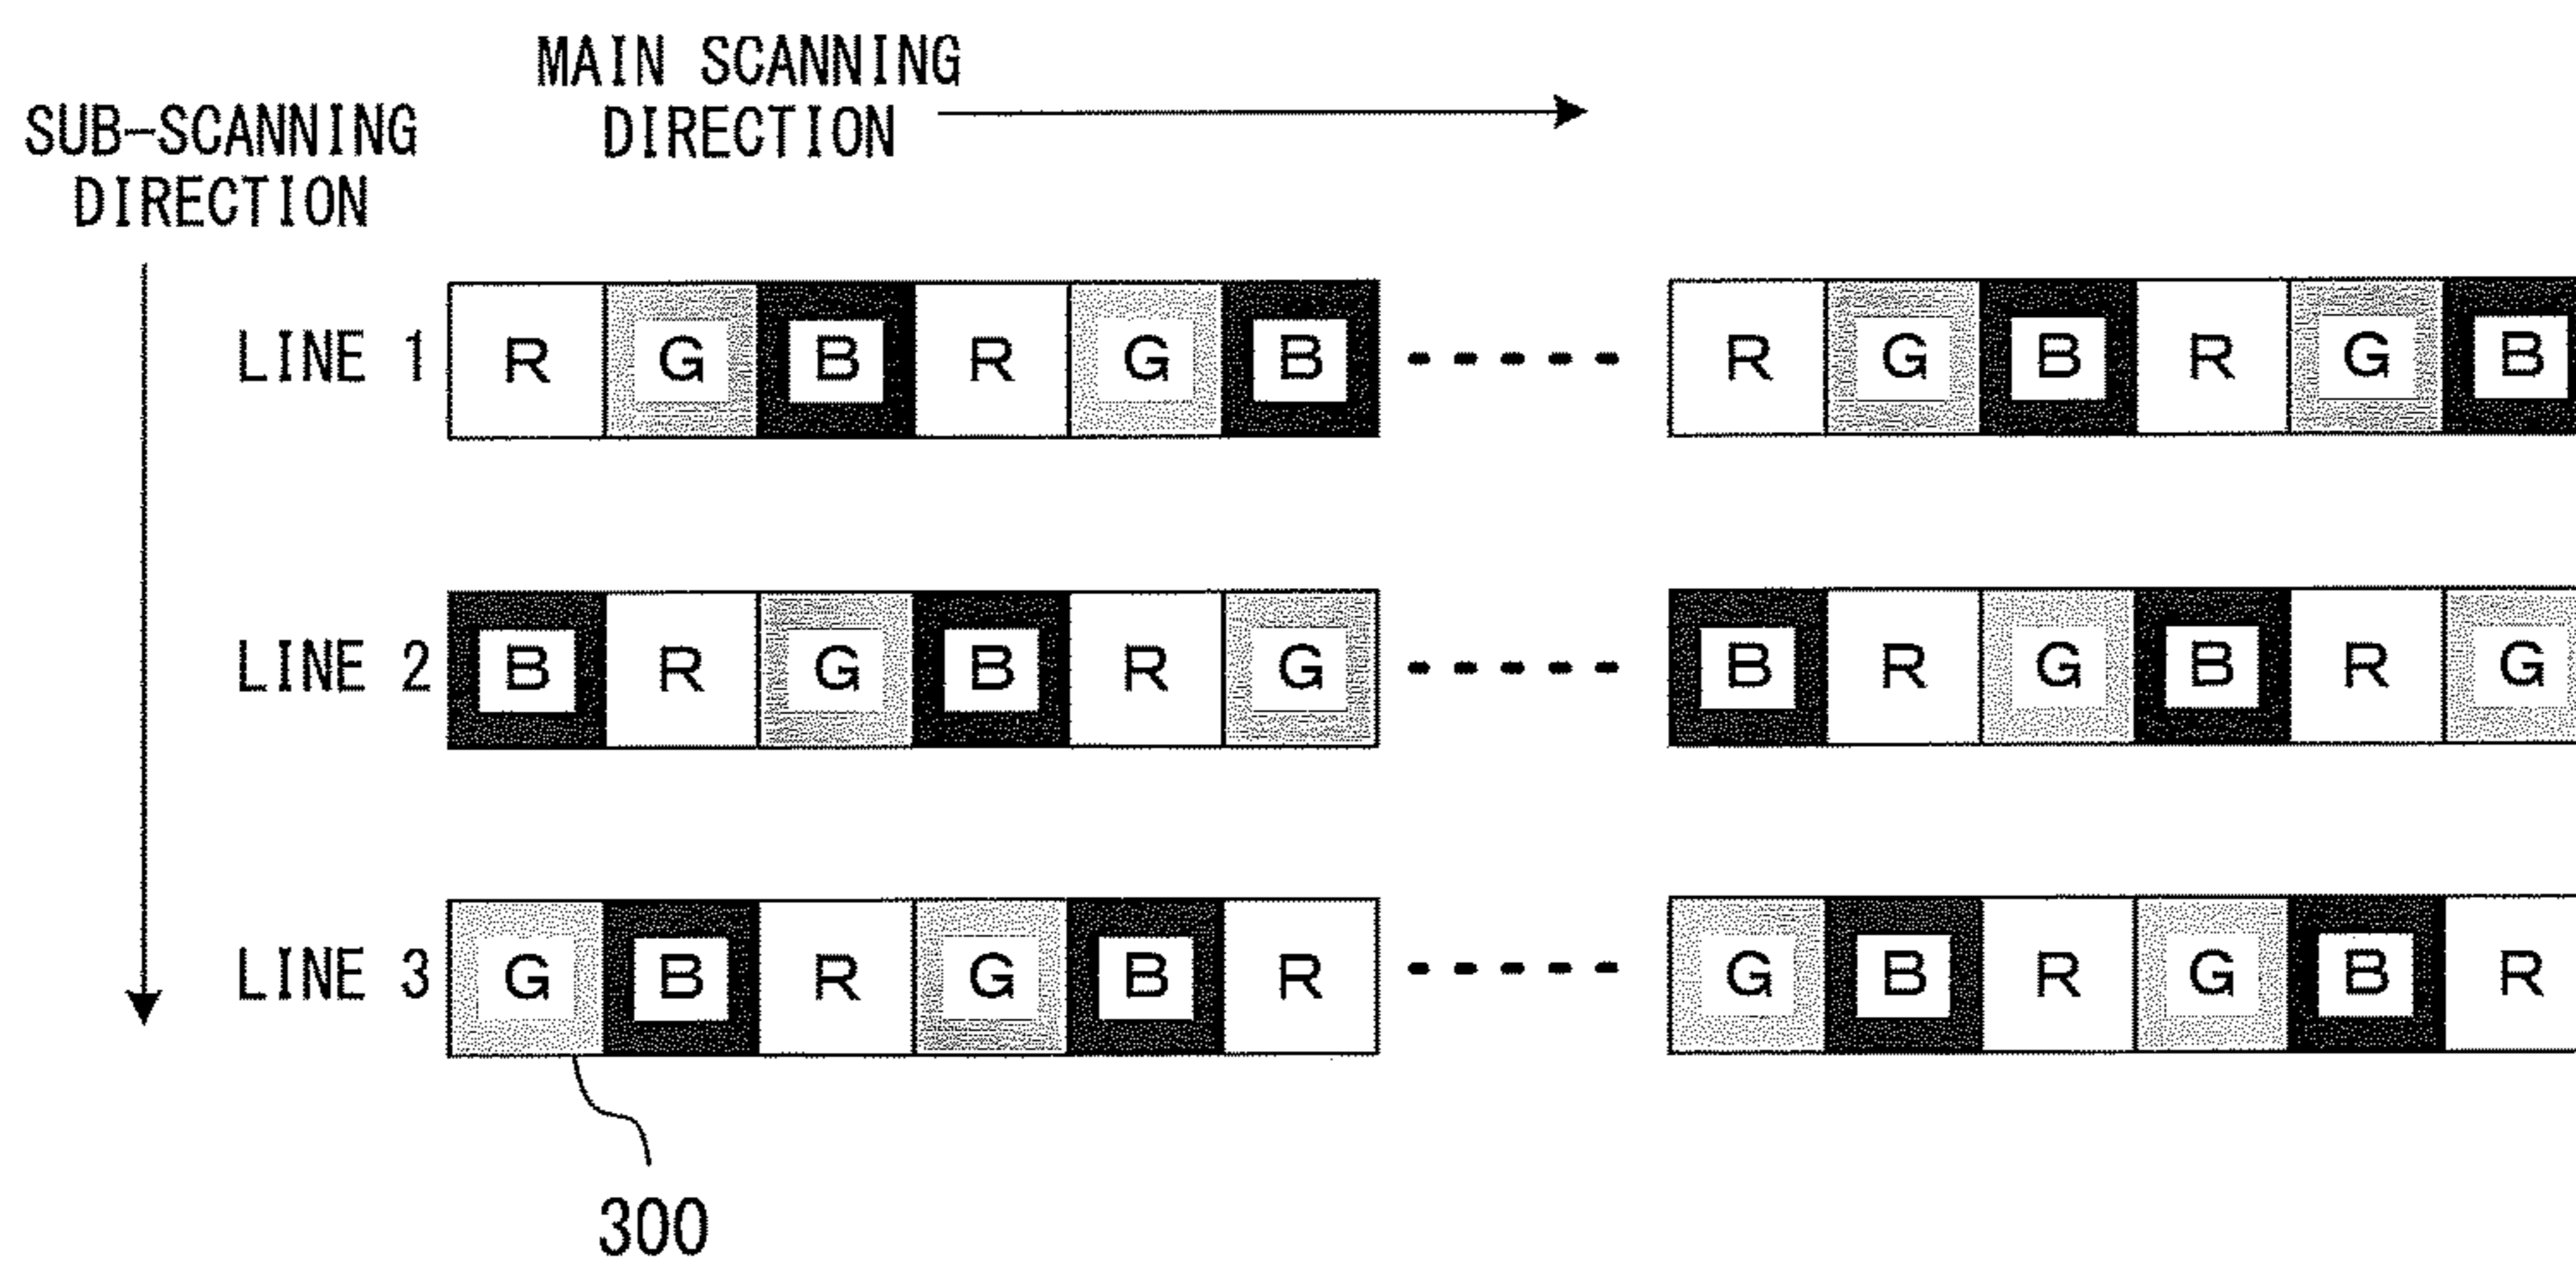 MAIN SCANNING
DIRECTION
SUB-SCANNING
DIRECTION
LINE 1 R G B R G B R G B R G B
LINE 2 B R G B R G B R G B R G
LINE 3 G B R G B R G B R G B R
300